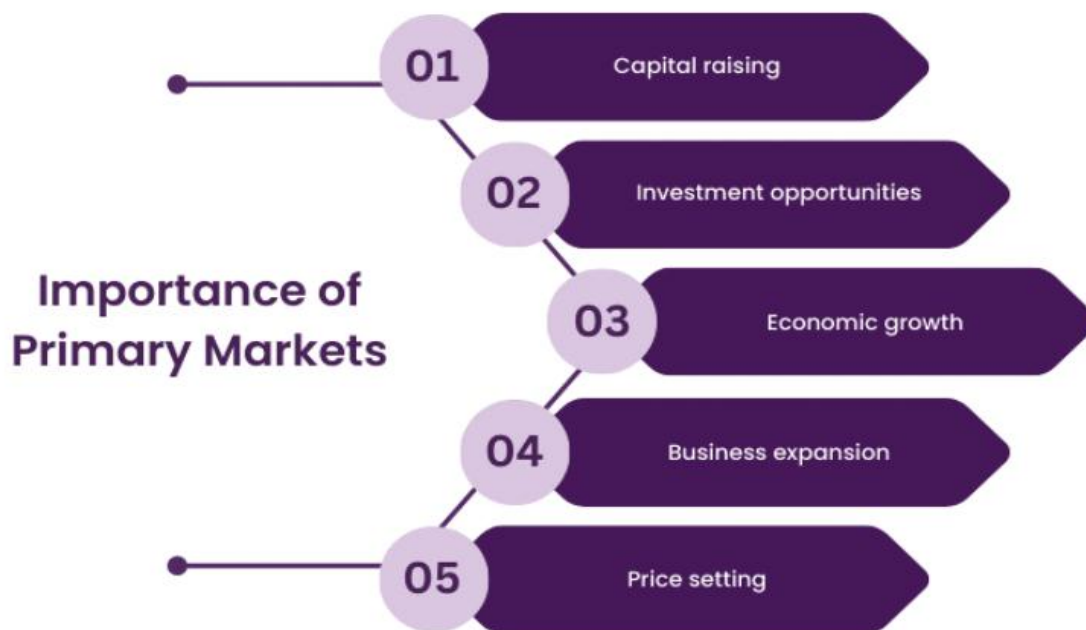 Importance of
Primary Markets
01
Capital raising
02
Investment opportunities
03
Economic growth
04
Business expansion
05
Price setting